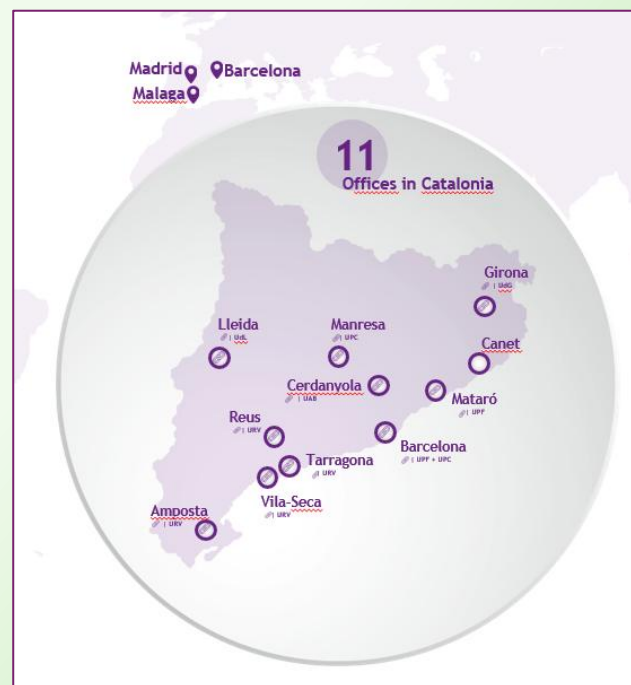 Madrid
Barcelona
Malaga
11
Offices in Catalonia
Girona
| UdG
Lleida
| UdL
Manresa
| UPC
Canet
Cerdanyola
| UAB
Mataró
| UPF
Reus
| URV
Barcelona
| UPF + UPC
Tarragona
| URV
Vila-Seca
| URV
Amposta
| URV